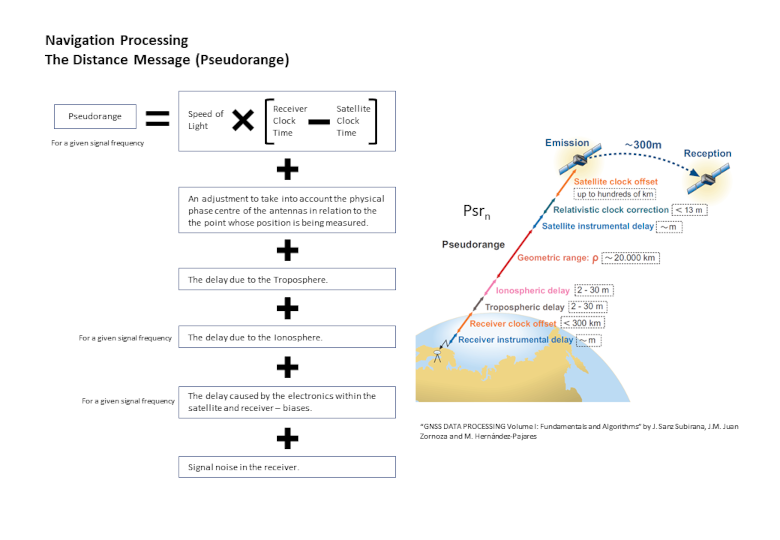 Navigation Processing
The Distance Message (Pseudorange)
Pseudorange
For a given signal frequency
Speed of
Light
Receiver
Clock
Time
Satellite
Clock
Time
An adjustment to take into account the physical
phase centre of the antennas in relation to the
the point whose position is being measured.
The delay due to the Troposphere.
For a given signal frequency
The delay due to the Ionosphere.
For a given signal frequency
The delay caused by the electronics within the
satellite and receiver – biases.
Signal noise in the receiver.
Emission
~300m
Reception
Satellite clock offset
up to hundreds of km
Relativistic clock correction < 13 m
Satellite instrumental delay ~m
Psrn
Pseudorange
Geometric range: ρ ~ 20.000 km
Ionospheric delay 2 - 30 m
Tropospheric delay 2 - 30 m
Receiver clock offset < 300 km
Receiver instrumental delay ~m
"GNSS DATA PROCESSING Volume I: Fundamentals and Algorithms" by J. Sanz Subirana, J.M. Juan
Zornoza and M. Hernández-Pajares